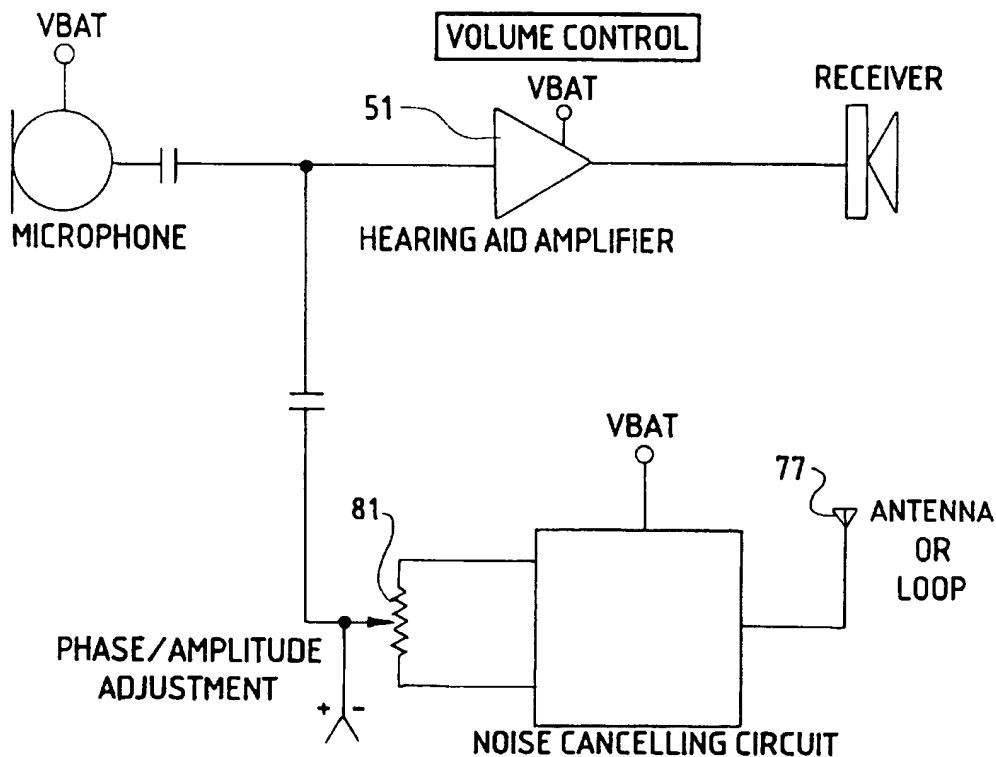 VBAT
VOLUME CONTROL
VBAT
RECEIVER
51
MICROPHONE
HEARING AID AMPLIFIER
VBAT
77
ANTENNA
OR
LOOP
81
PHASE/AMPLITUDE
ADJUSTMENT
+ -
NOISE CANCELLING CIRCUIT